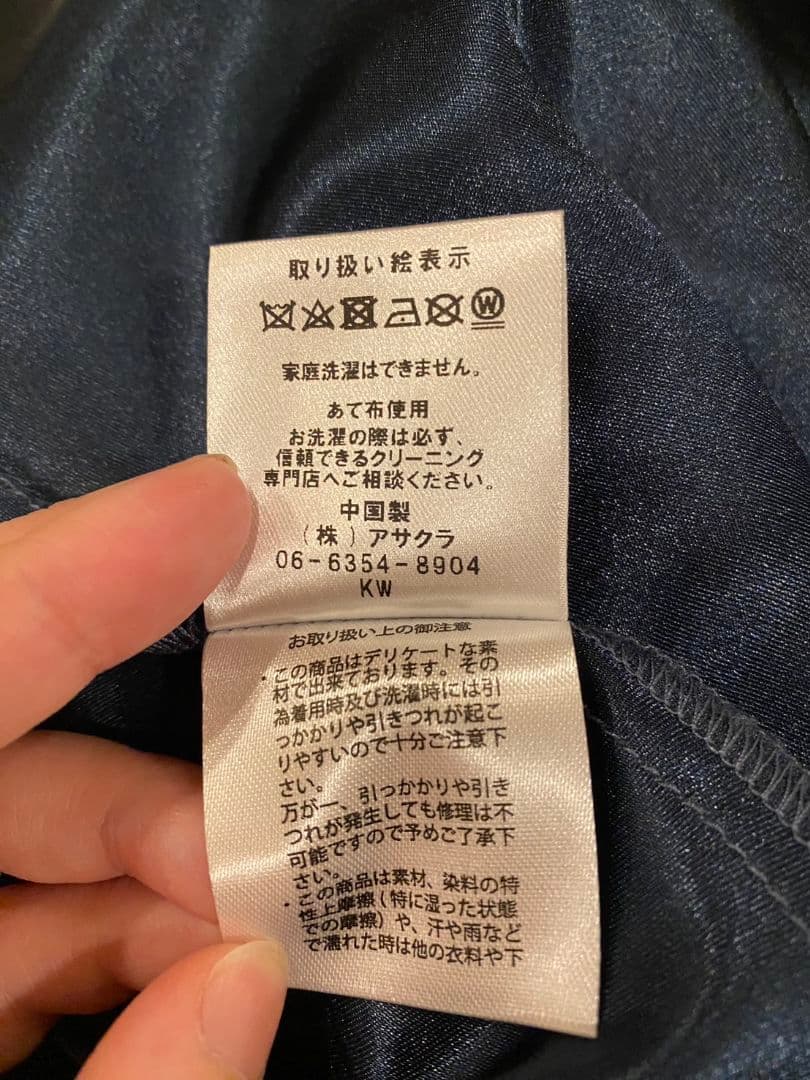 取り扱い絵表示
W
家庭洗濯はできません。
あて布使用
お洗濯の際は必ず、
信頼できるクリーニング
専門店へご相談ください。
中国製
(株)アサクラ
06-6354-8904
KW
お取り扱い上の御注意
・この商品はデリケートな素
材で出来ております。その
為着用時及び洗濯時には引
っかかりや引きつれが起こ
りやすいので十分ご注意下
さい。
万が一、引っかかりや引き
つれが発生しても修理は不
可能ですので予めご了承下
さい。
・この商品は素材、染料の特
性上摩擦(特に湿った状態
での摩擦)や、汗や雨など
で濡れた時は他の衣料や下